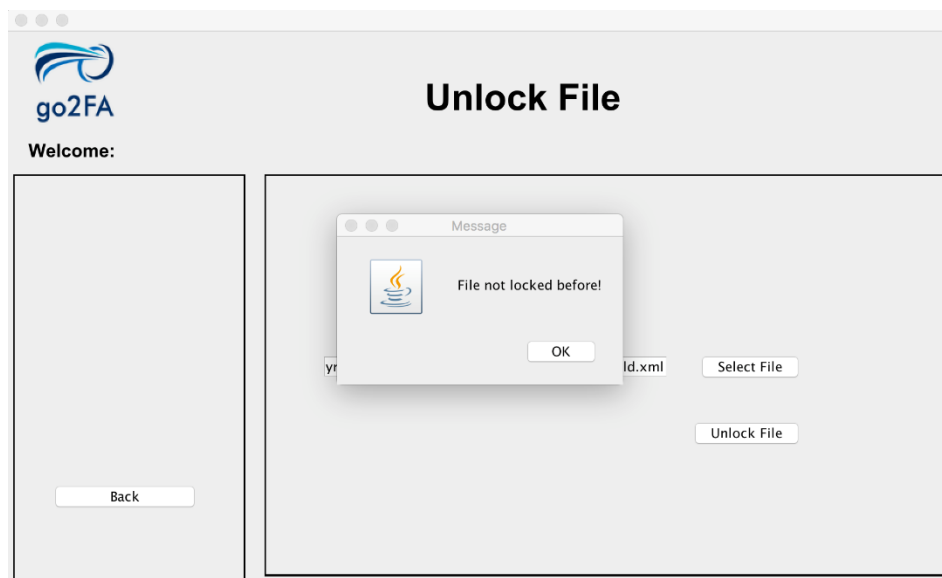 go2FA
Unlock File
Welcome:
Message
File not locked before!
OK
ld.xml
Select File
Unlock File
Back